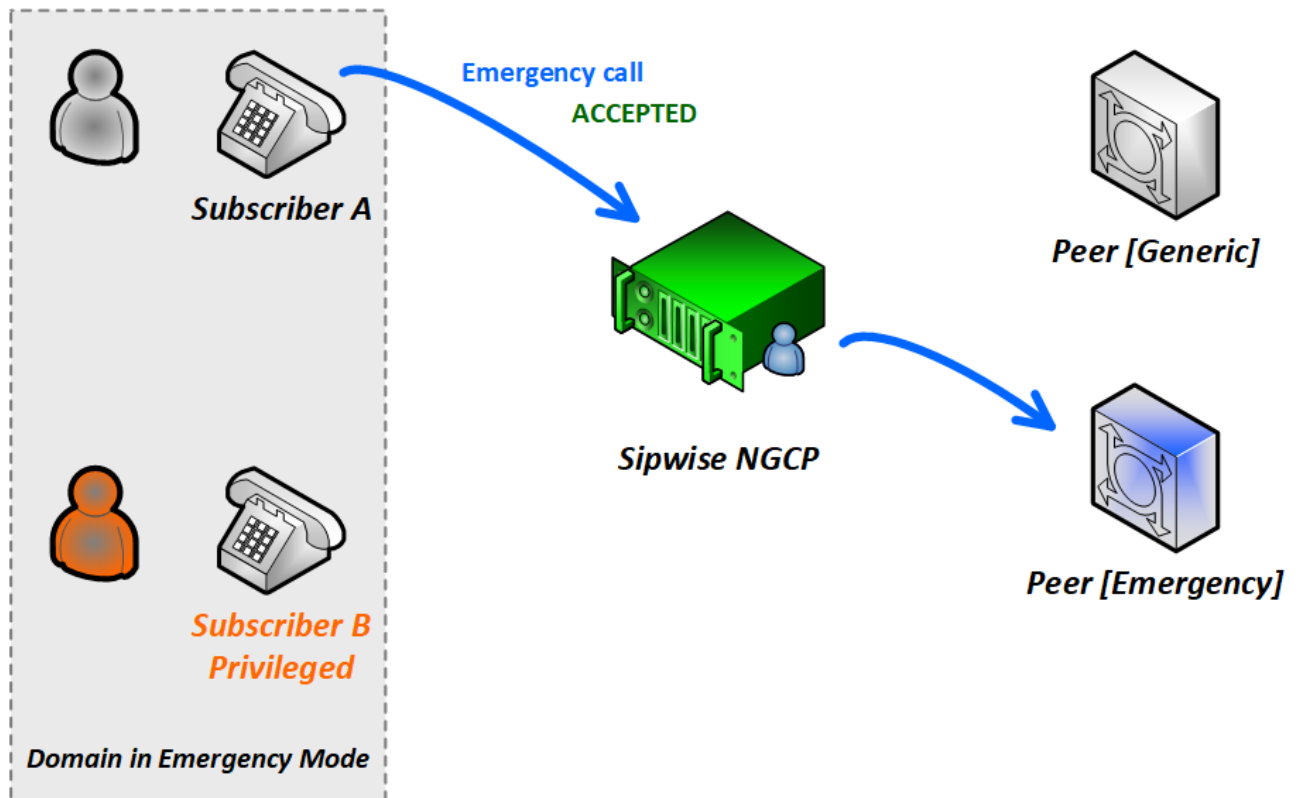 Emergency call
ACCEPTED
Subscriber A
Peer [Generic]
Sipwise NGCP
Peer [Emergency]
Subscriber B
Privileged
Domain in Emergency Mode